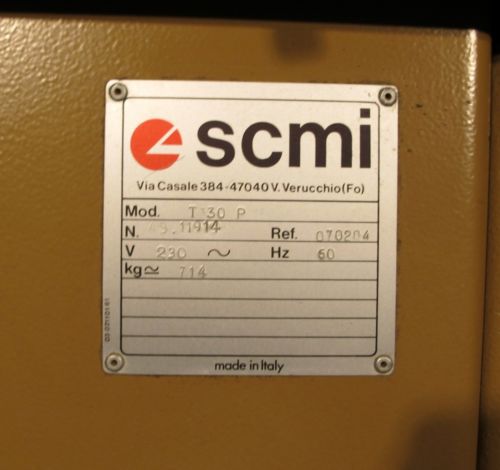 scmi
Via Casale 384-47040 V. Verucchio (Fo)
Mod. T 30 P
N. 11914 Ref. 070204
V 230 ~ Hz 60
kg≃ 714
made in Italy